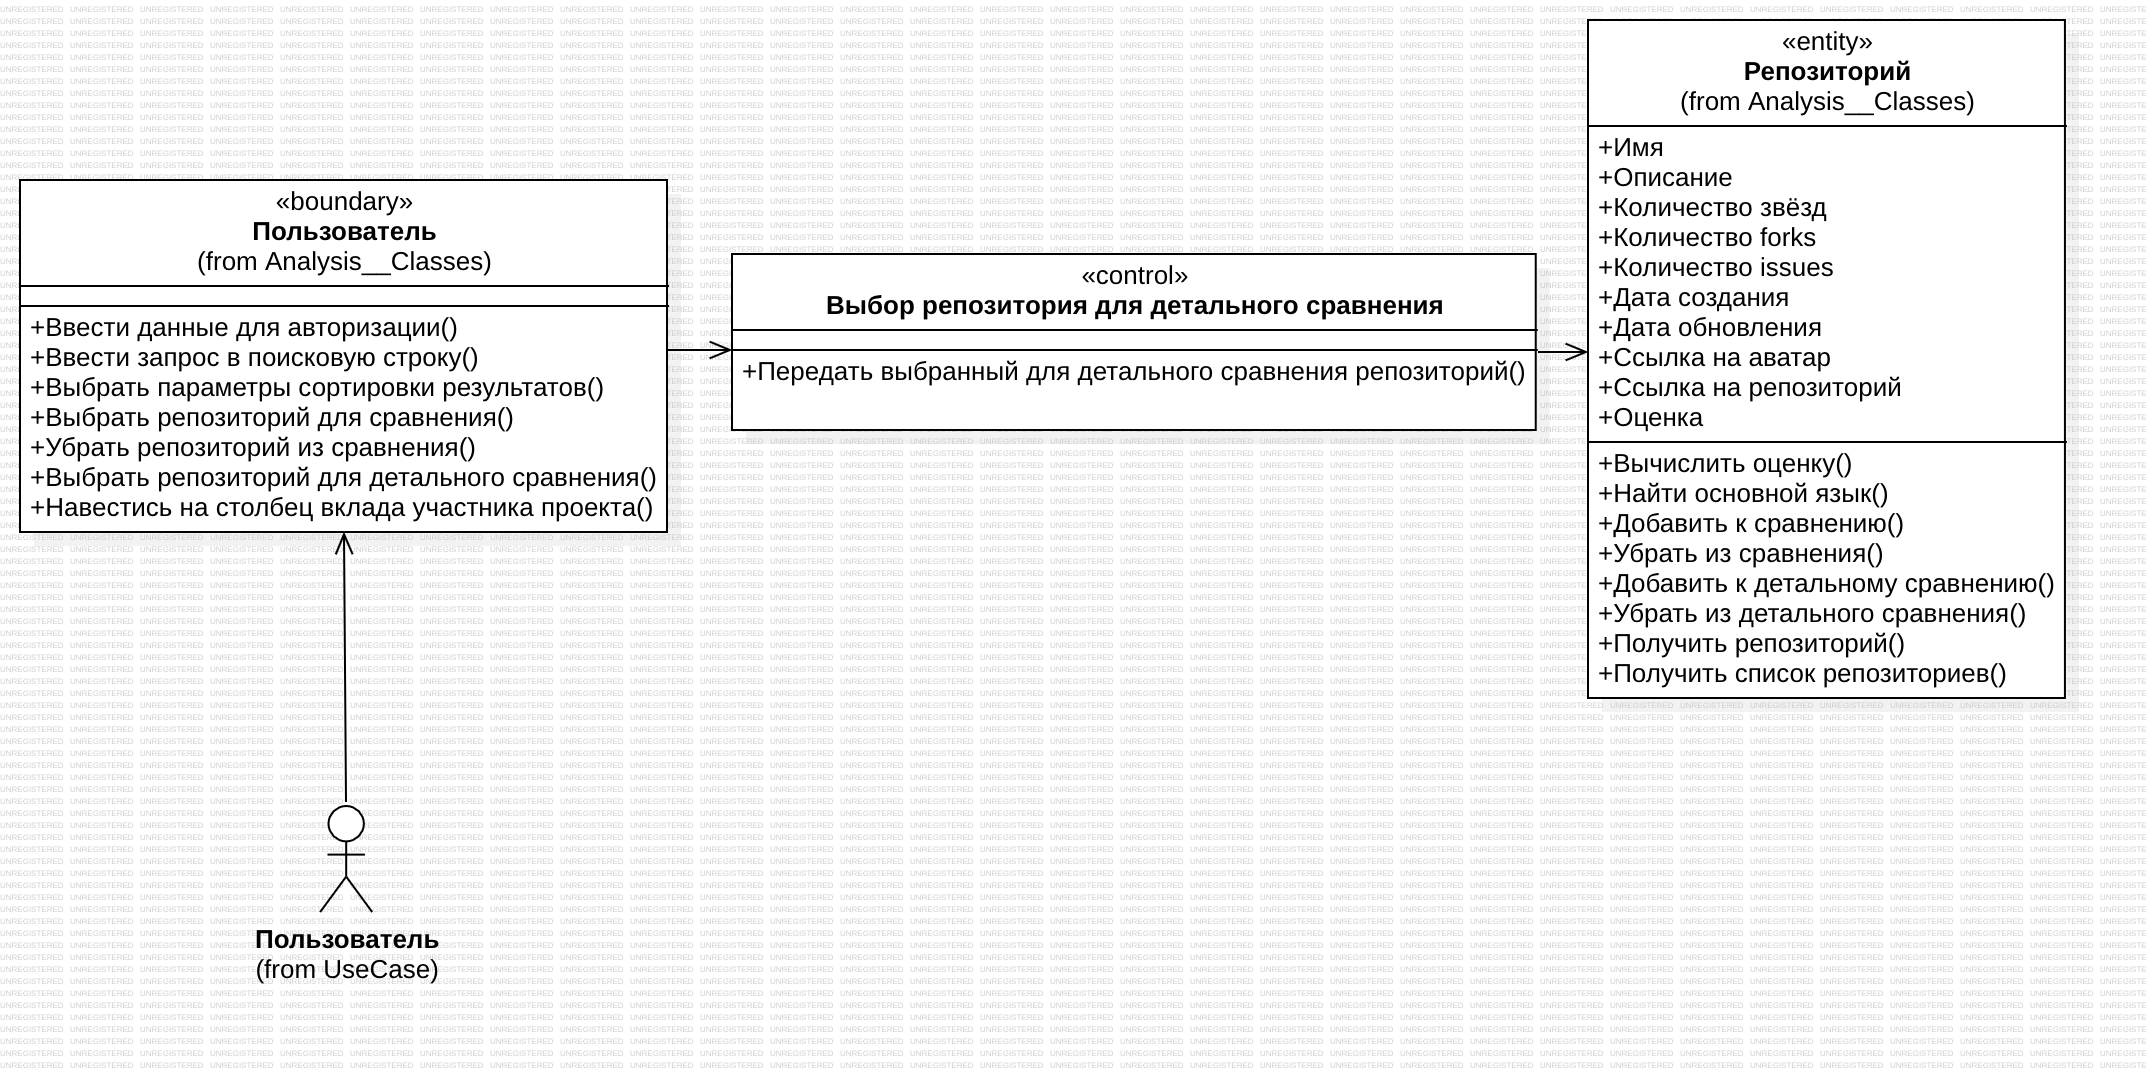 «boundary»
Пользователь
(from Analysis__Classes)
+Ввести данные для авторизации()
+Ввести запрос в поисковую строку()
+Выбрать параметры сортировки результатов()
+Выбрать репозиторий для сравнения()
+Убрать репозиторий из сравнения()
+Выбрать репозиторий для детального сравнения()
+Навестись на столбец вклада участника проекта()
«control»
Выбор репозитория для детального сравнения
+Передать выбранный для детального сравнения репозиторий()
«entity»
Репозиторий
(from Analysis__Classes)
+Имя
+Описание
+Количество звёзд
+Количество forks
+Количество issues
+Дата создания
+Дата обновления
+Ссылка на аватар
+Ссылка на репозиторий
+Оценка
+Вычислить оценку()
+Найти основной язык()
+Добавить к сравнению()
+Убрать из сравнения()
+Добавить к детальному сравнению()
+Убрать из детального сравнения()
+Получить репозиторий()
+Получить список репозиториев()
Пользователь
(from UseCase)
UNREGISTERED